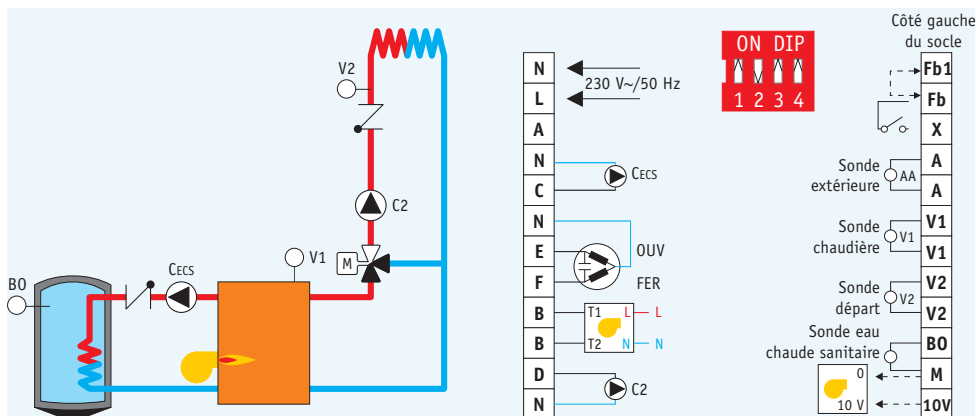 V2
C2
M
V1
BO
CECS
N
L
A
N
C
N
E
F
B
B
D
N
230 V~/50 Hz
CECS
OUV
FER
T1 L L
T2 N N
C2
ON DIP
1 2 3 4
Côté gauche
du socle
Fb1
Fb
X
A
A
V1
V1
V2
V2
BO
M
10V
Sonde
extérieure
AA
Sonde
chaudière
V1
Sonde
départ
V2
Sonde eau
chaude sanitaire
0
10 V